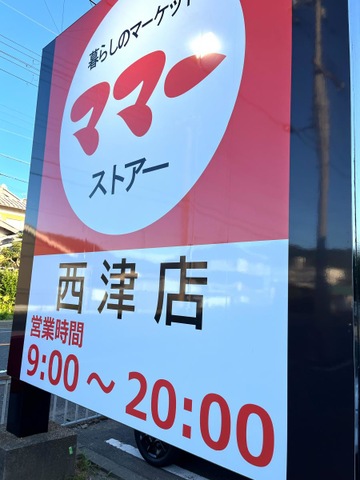 暮らしのマーケット
ママー
ストアー
西津店
営業時間
9:00～20:00